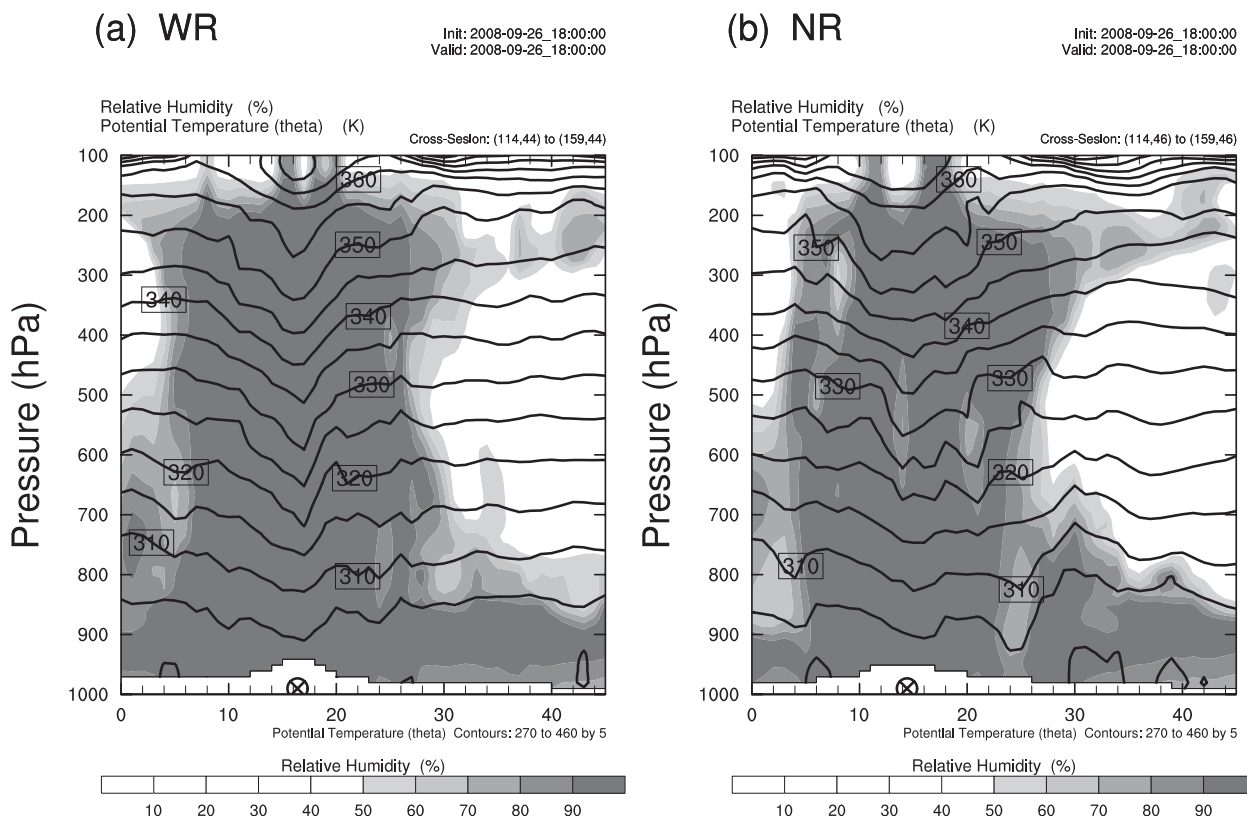 (a) WR
Init: 2008-09-26_18:00:00
Valid: 2008-09-26_18:00:00
Relative Humidity (%)
Potential Temperature (theta) (K)
Cross-Sesion: (114,44) to (159,44)
Pressure (hPa)
100
200
300
400
500
600
700
800
900
1000
360
350
340
340
330
320
320
310
310
0 10 20 30 40
Potential Temperature (theta) Contours: 270 to 460 by 5
Relative Humidity (%)
10 20 30 40 50 60 70 80 90
(b) NR
Init: 2008-09-26_18:00:00
Valid: 2008-09-26_18:00:00
Relative Humidity (%)
Potential Temperature (theta) (K)
Cross-Sesion: (114,46) to (159,46)
Pressure (hPa)
100
200
300
400
500
600
700
800
900
1000
360
350
350
340
330
330
320
310
310
0 10 20 30 40
Potential Temperature (theta) Contours: 270 to 460 by 5
Relative Humidity (%)
10 20 30 40 50 60 70 80 90